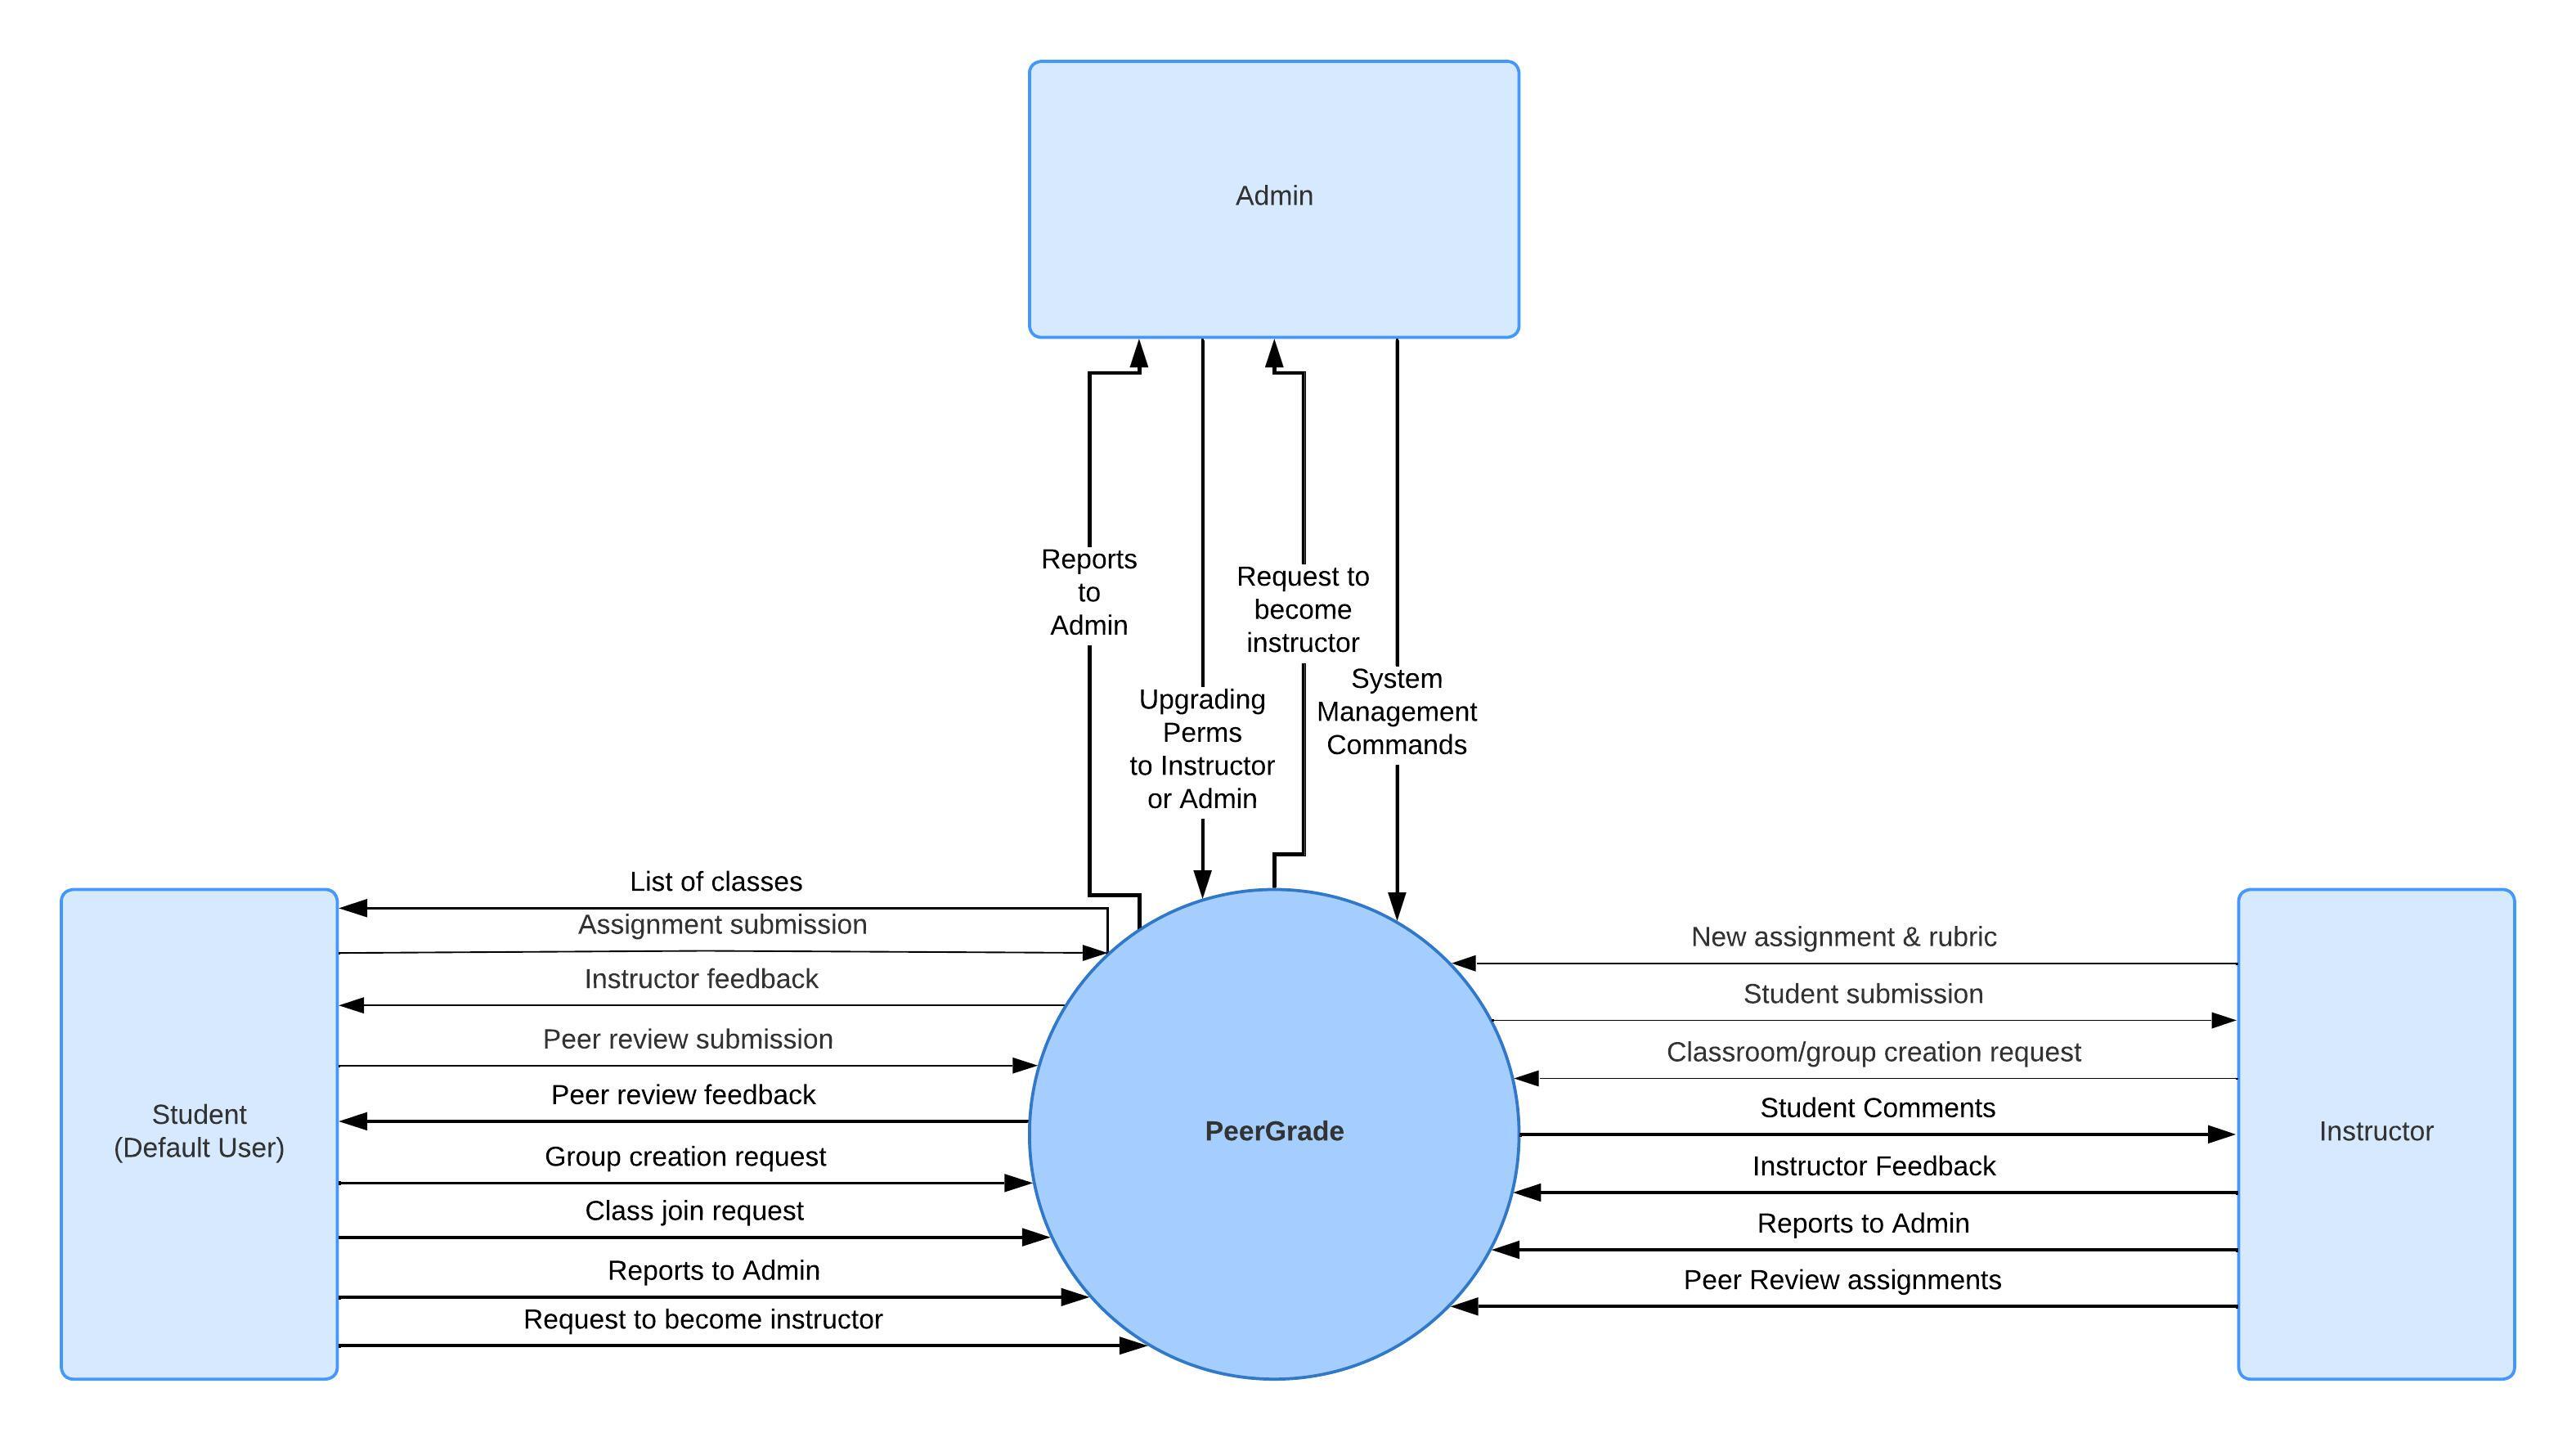 Admin
Reports
to
Admin
Upgrading
Perms
to Instructor
or Admin
Request to
become
instructor
System
Management
Commands
List of classes
Assignment submission
Instructor feedback
Peer review submission
Peer review feedback
Group creation request
Class join request
Reports to Admin
Request to become instructor
Student
(Default User)
PeerGrade
New assignment & rubric
Student submission
Classroom/group creation request
Student Comments
Instructor Feedback
Reports to Admin
Peer Review assignments
Instructor